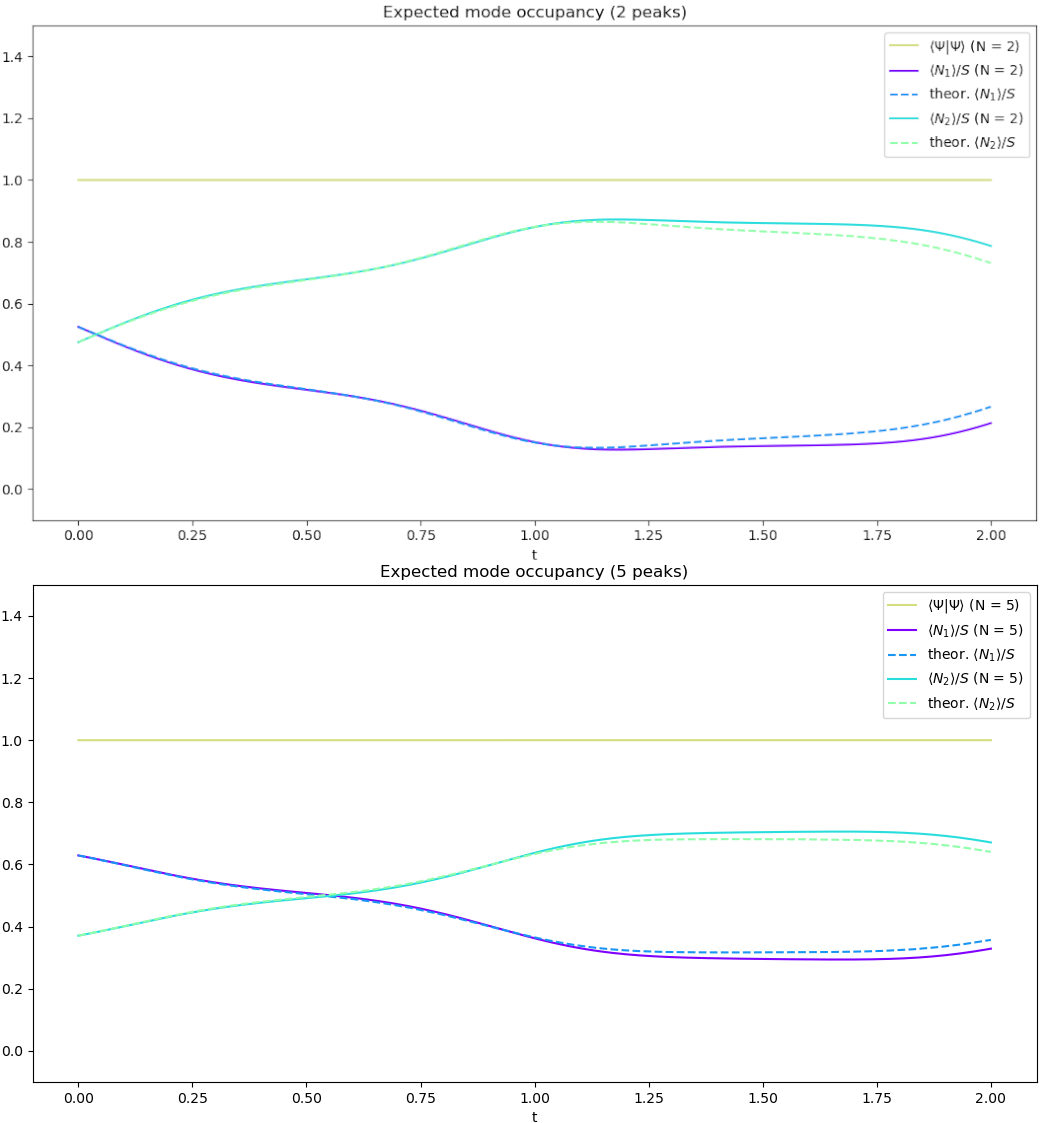 Expected mode occupancy (2 peaks)
⟨Ψ|Ψ⟩ (N = 2)
⟨N₁⟩/S (N = 2)
theor. ⟨N₁⟩/S
⟨N₂⟩/S (N = 2)
theor. ⟨N₂⟩/S
1.4
1.2
1.0
0.8
0.6
0.4
0.2
0.0
0.00 0.25 0.50 0.75 1.00 1.25 1.50 1.75 2.00
t
Expected mode occupancy (5 peaks)
⟨Ψ|Ψ⟩ (N = 5)
⟨N₁⟩/S (N = 5)
theor. ⟨N₁⟩/S
⟨N₂⟩/S (N = 5)
theor. ⟨N₂⟩/S
1.4
1.2
1.0
0.8
0.6
0.4
0.2
0.0
0.00 0.25 0.50 0.75 1.00 1.25 1.50 1.75 2.00
t